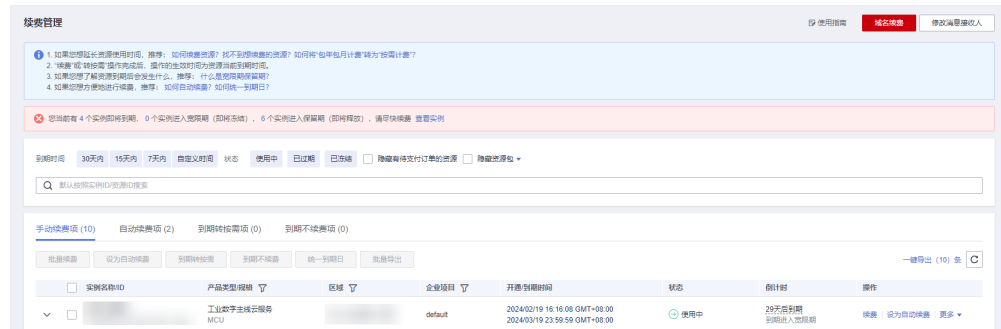 续费管理
使用指南 域名续费 修改消息接收人
1. 如果您想延长资源使用时间，推荐： 如何续费资源？找不到想续费的资源？如何将“包年包月计费”转为“按需计费”？
2. “续费”或“转按需”操作完成后，操作的生效时间为资源当前到期时间。
3. 如果您想了解资源到期后会发生什么，推荐： 什么是宽限期保留期？
4. 如果您想方便地进行续费，推荐： 如何自动续费？如何统一到期日？
您当前有 4 个实例即将到期， 0 个实例进入宽限期（即将冻结）， 6 个实例进入保留期（即将释放），请尽快续费 查看实例
到期时间 30天内 15天内 7天内 自定义时间 状态 使用中 已过期 已冻结 隐藏有待支付订单的资源 隐藏资源包
默认按照实例ID/资源ID搜索
手动续费项 (10) 自动续费项 (2) 到期转按需项 (0) 到期不续费项 (0)
批量续费 设为自动续费 到期转按需 到期不续费 统一到期日 批量导出 一键导出（10）条
实例名称/ID 产品类型/规格 区域 企业项目 开通/到期时间 状态 倒计时 操作
工业数字主线云服务 default 2024/02/19 16:16:08 GMT+08:00 使用中 29天后到期 续费 设为自动续费 更多
MCU 2024/03/19 23:59:59 GMT+08:00 到期进入宽限期